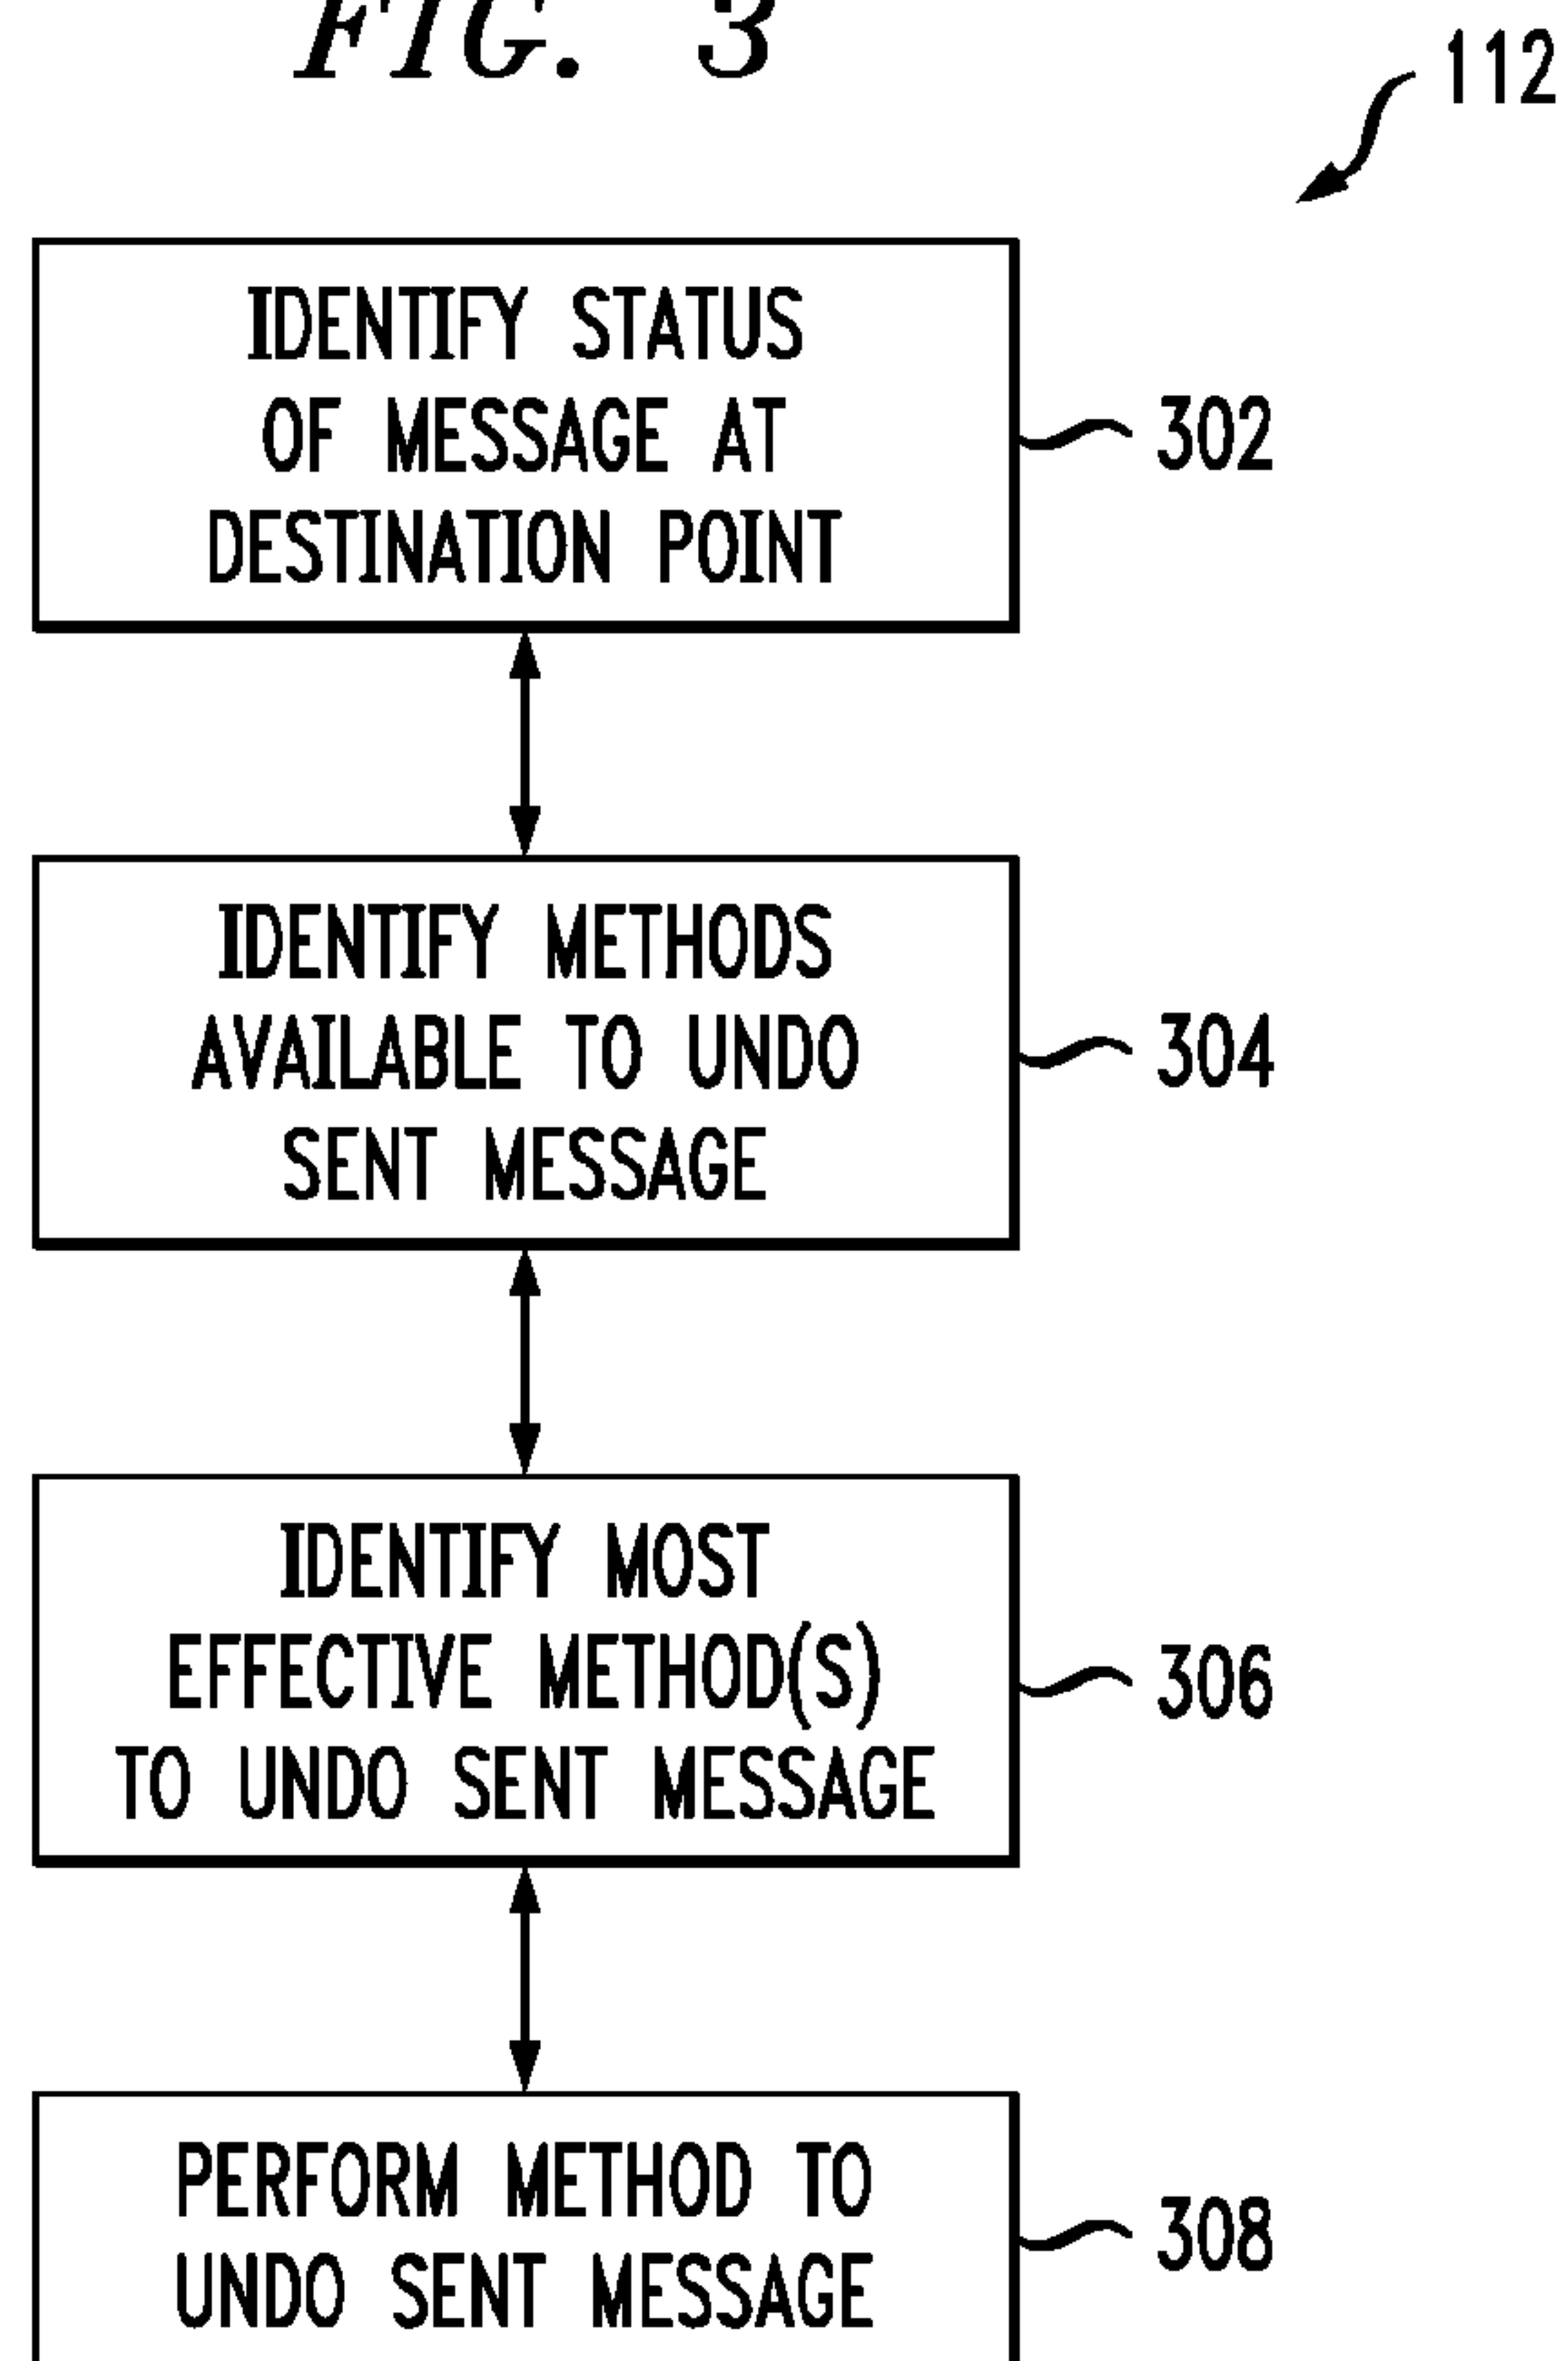 FIG. 3
112
IDENTIFY STATUS
OF MESSAGE AT
DESTINATION POINT
302
IDENTIFY METHODS
AVAILABLE TO UNDO
SENT MESSAGE
304
IDENTIFY MOST
EFFECTIVE METHOD(S)
TO UNDO SENT MESSAGE
306
PERFORM METHOD TO
UNDO SENT MESSAGE
308